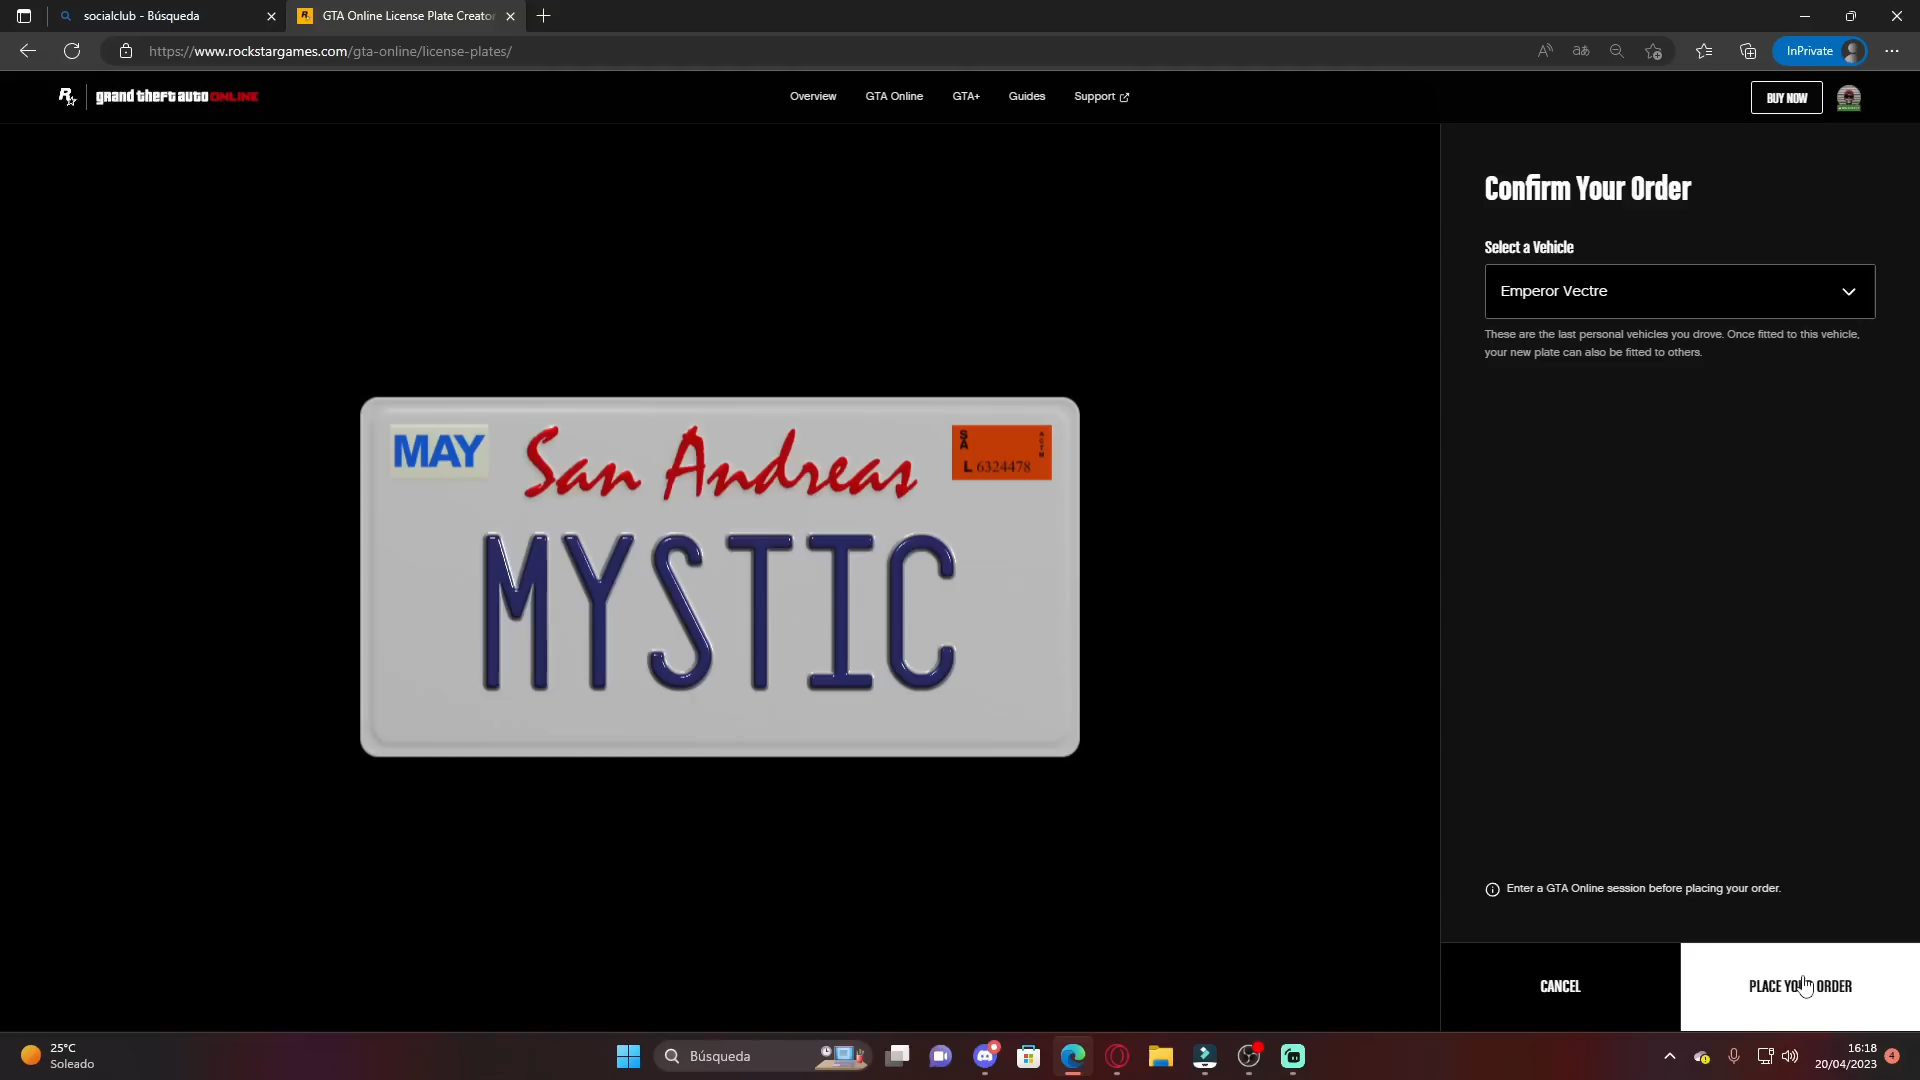 socialclub - Búsqueda
GTA Online License Plate Creator
https://www.rockstargames.com/gta-online/license-plates/
InPrivate
grand theft auto ONLINE
Overview
GTA Online
GTA+
Guides
Support
BUY NOW
Confirm Your Order
Select a Vehicle
Emperor Vectre
These are the last personal vehicles you drove. Once fitted to this vehicle,
your new plate can also be fitted to others.
MAY
San Andreas
SA
L 6324478
MYSTIC
Enter a GTA Online session before placing your order.
CANCEL
PLACE YOUR ORDER
25°C
Soleado
Búsqueda
16:18
20/04/2023
4